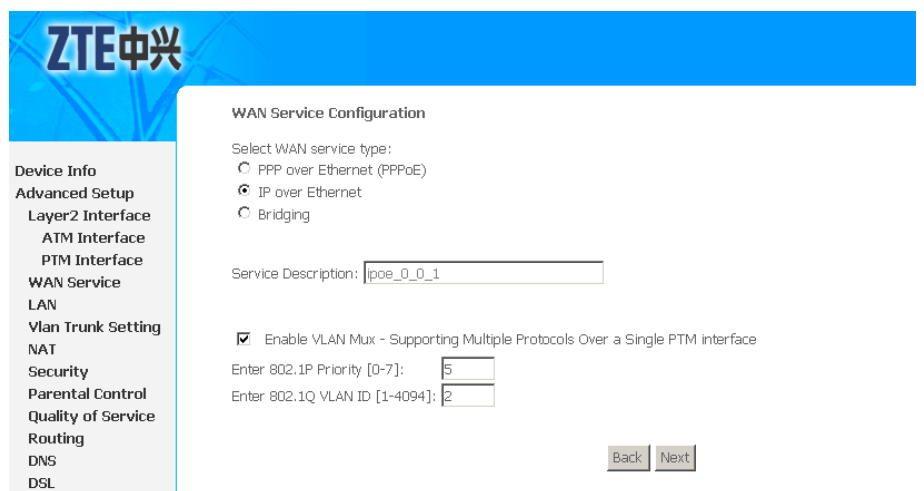 ZTE中兴
WAN Service Configuration
Select WAN service type:
PPP over Ethernet (PPPoE)
IP over Ethernet
Bridging
Service Description: ipoe_0_0_1
Enable VLAN Mux - Supporting Multiple Protocols Over a Single PTM interface
Enter 802.1P Priority [0-7]: 5
Enter 802.1Q VLAN ID [1-4094]: 2
Back Next
Device Info
Advanced Setup
Layer2 Interface
ATM Interface
PTM Interface
WAN Service
LAN
Vlan Trunk Setting
NAT
Security
Parental Control
Quality of Service
Routing
DNS
DSL